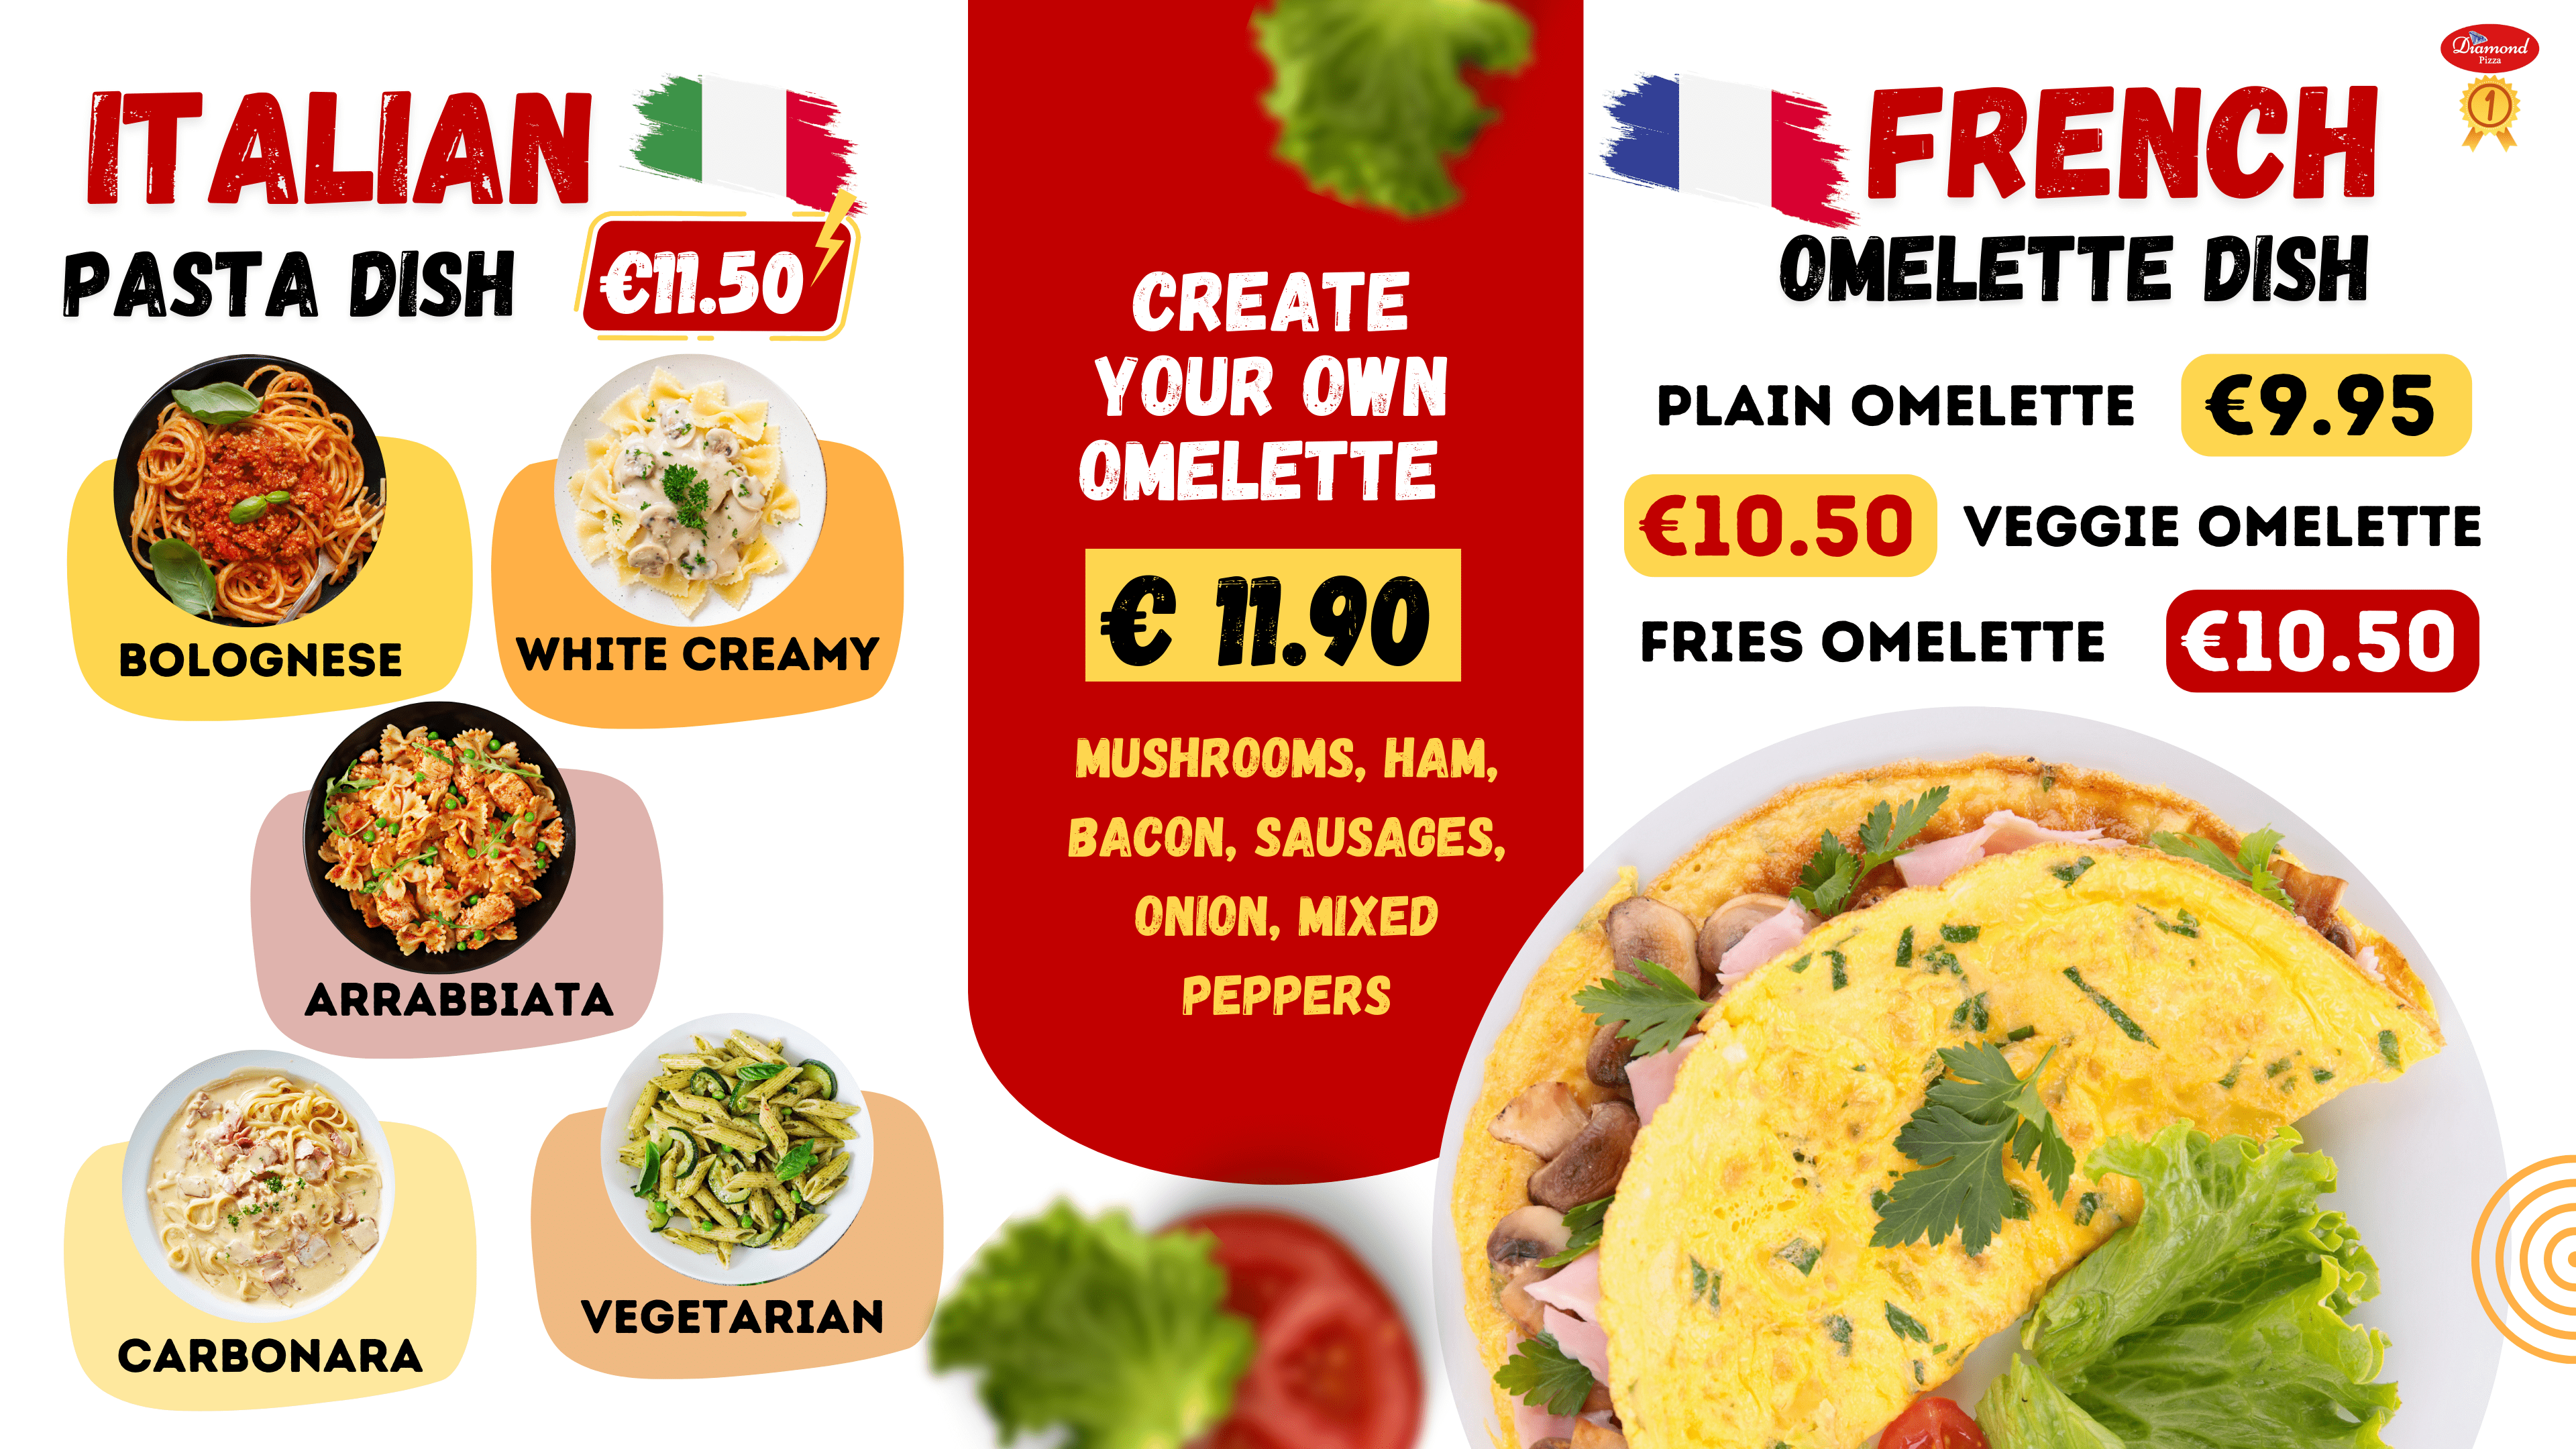 ITALIAN
PASTA DISH
€11.50
BOLOGNESE
WHITE CREAMY
ARRABBIATA
CARBONARA
VEGETARIAN
CREATE
YOUR OWN
OMELETTE
€ 11.90
MUSHROOMS, HAM,
BACON, SAUSAGES,
ONION, MIXED
PEPPERS
Diamond
Pizza
1
FRENCH
OMELETTE DISH
PLAIN OMELETTE €9.95
€10.50 VEGGIE OMELETTE
FRIES OMELETTE €10.50